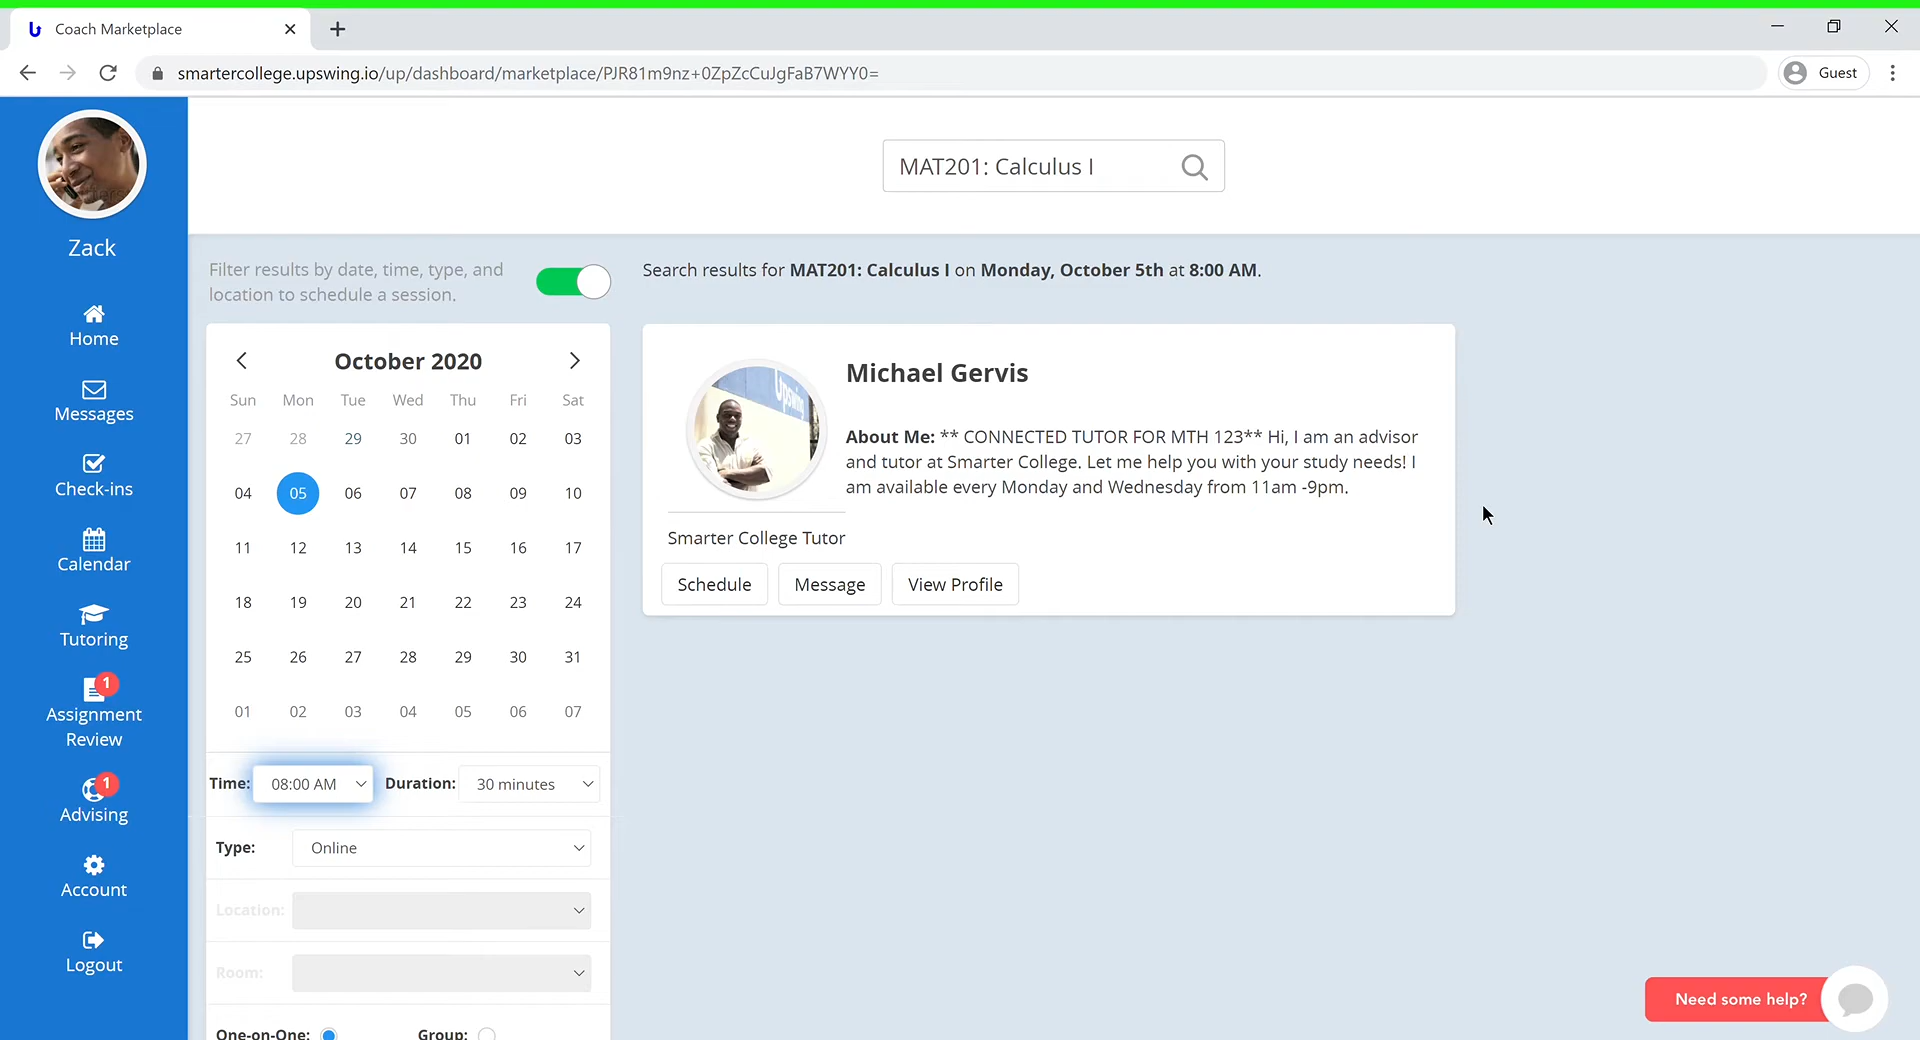 Coach Marketplace
smartercollege.upswing.io/up/dashboard/marketplace/PJR81m9nz+0ZpZcCuJgFaB7WYY0=
Guest
Zack
Home
Messages
Check-ins
Calendar
Tutoring
1
Assignment
Review
1
Advising
Account
Logout
MAT201: Calculus I
Filter results by date, time, type, and
location to schedule a session.
October 2020
Sun Mon Tue Wed Thu Fri Sat
27 28 29 30 01 02 03
04 05 06 07 08 09 10
11 12 13 14 15 16 17
18 19 20 21 22 23 24
25 26 27 28 29 30 31
01 02 03 04 05 06 07
Time: 08:00 AM Duration: 30 minutes
Type: Online
Location:
Room:
One-on-One: Group:
Search results for MAT201: Calculus I on Monday, October 5th at 8:00 AM.
Upswing
Michael Gervis
About Me: ** CONNECTED TUTOR FOR MTH 123** Hi, I am an advisor
and tutor at Smarter College. Let me help you with your study needs! I
am available every Monday and Wednesday from 11am -9pm.
Smarter College Tutor
Schedule Message View Profile
Need some help?